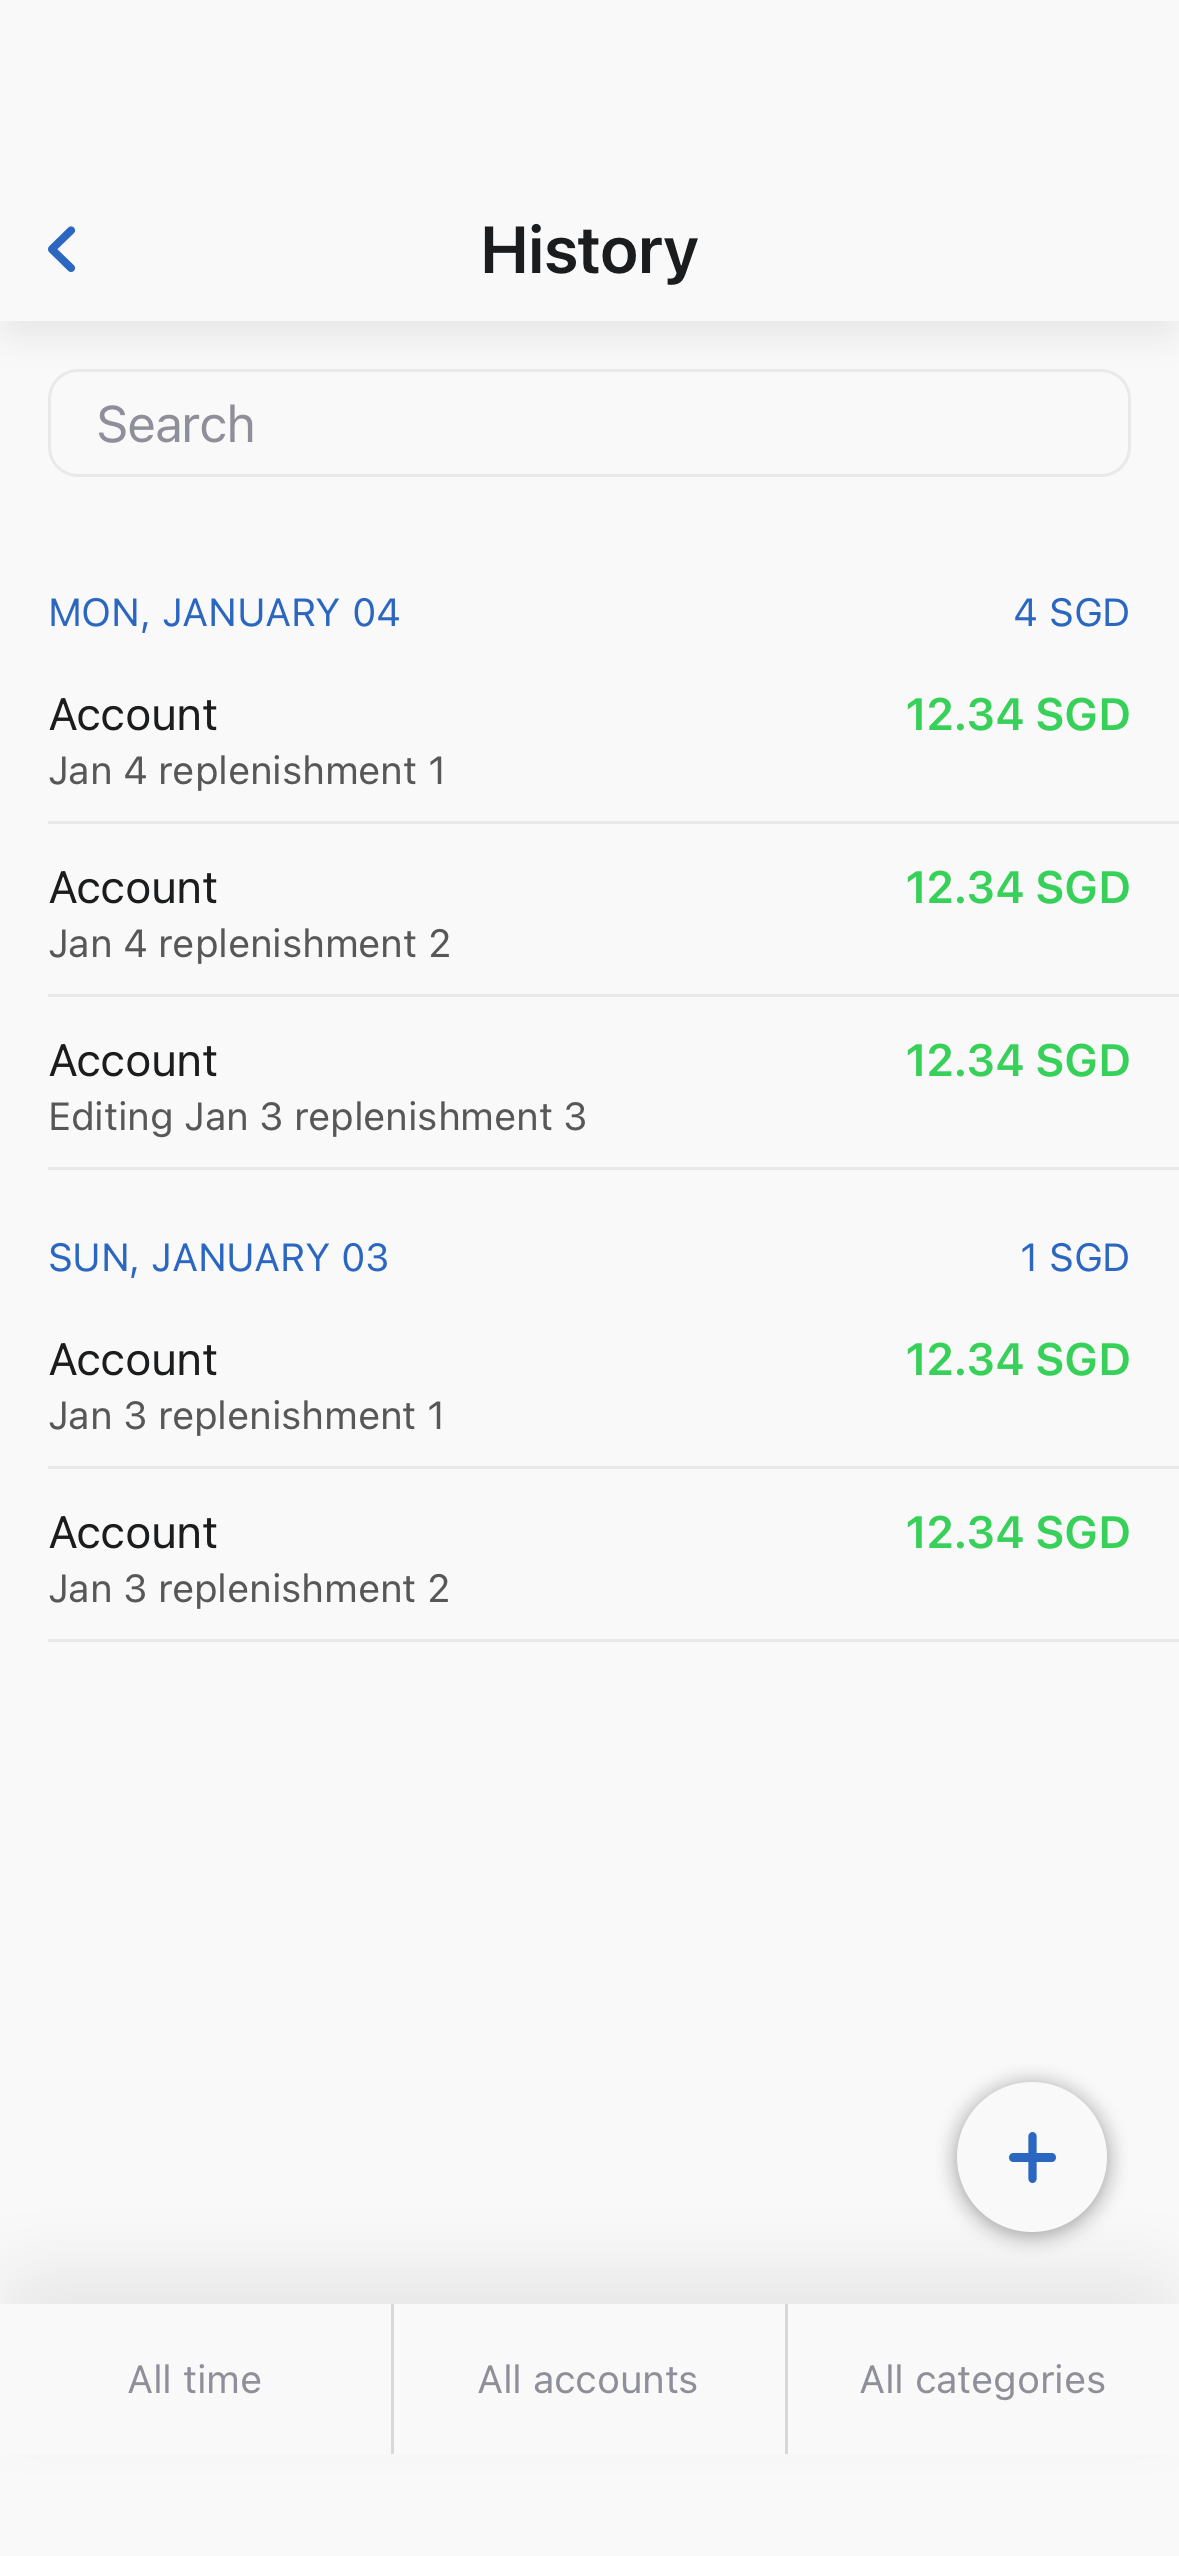 History
Search
MON, JANUARY 04 4 SGD
Account 12.34 SGD
Jan 4 replenishment 1
Account 12.34 SGD
Jan 4 replenishment 2
Account 12.34 SGD
Editing Jan 3 replenishment 3
SUN, JANUARY 03 1 SGD
Account 12.34 SGD
Jan 3 replenishment 1
Account 12.34 SGD
Jan 3 replenishment 2
All time All accounts All categories